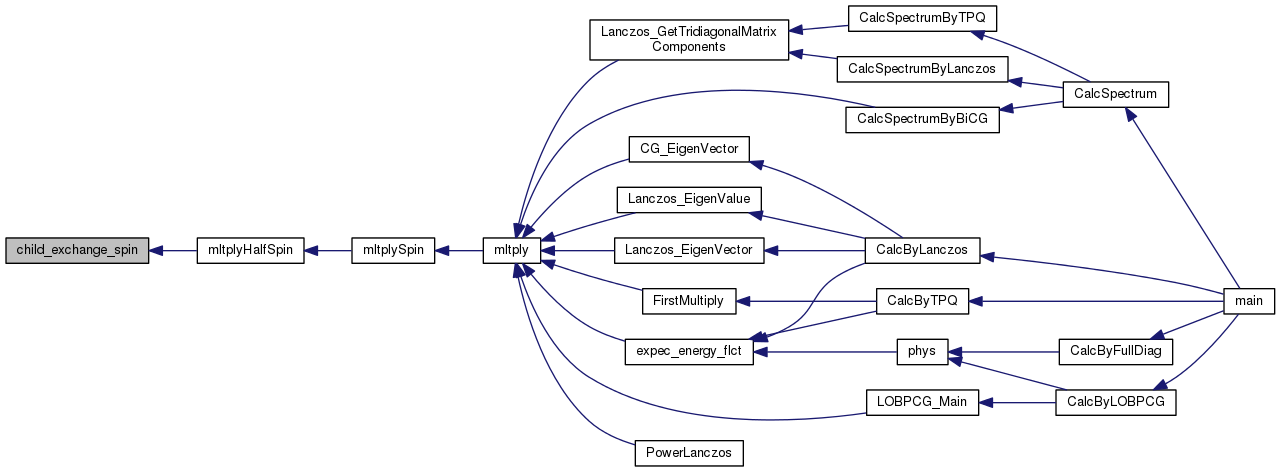 child_exchange_spin
mltplyHalfSpin
mltplySpin
mltply
Lanczos_GetTridiagonalMatrix
Components
CalcSpectrumByTPQ
CalcSpectrumByLanczos
CalcSpectrum
CalcSpectrumByBiCG
CG_EigenVector
Lanczos_EigenValue
Lanczos_EigenVector
CalcByLanczos
FirstMultiply
CalcByTPQ
main
expec_energy_flct
phys
CalcByFullDiag
LOBPCG_Main
CalcByLOBPCG
PowerLanczos